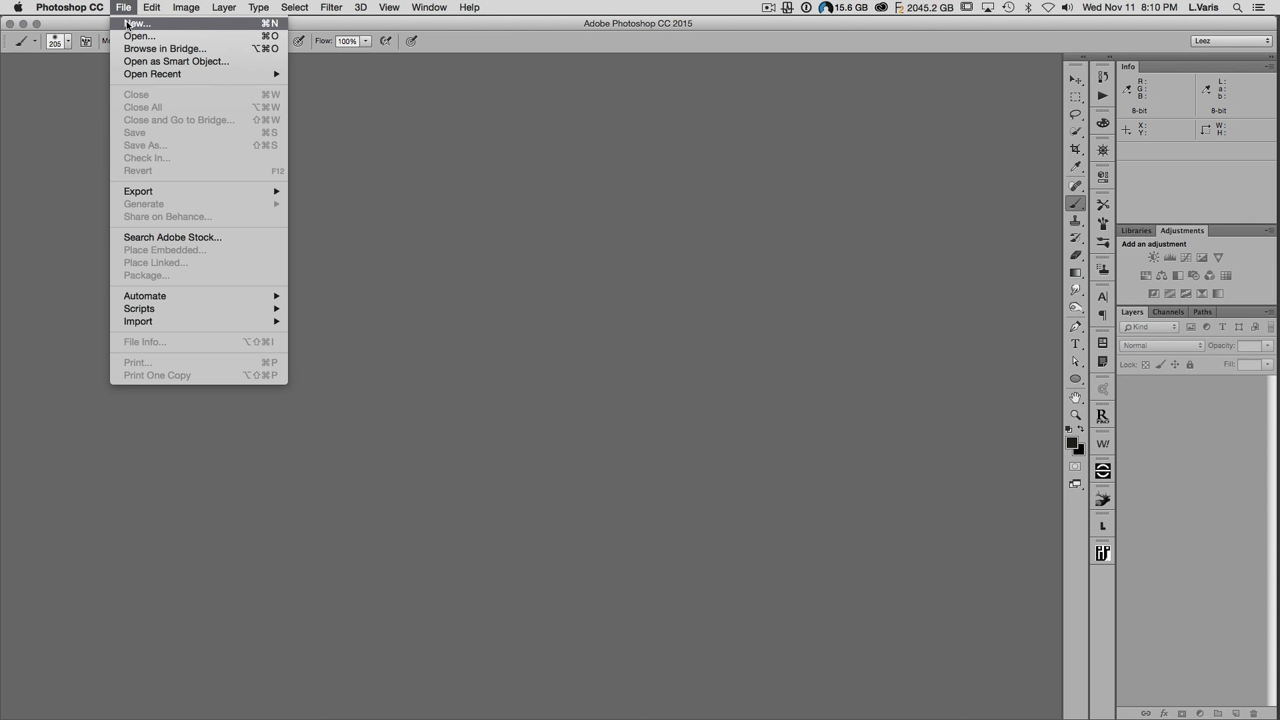 Photoshop CC File Edit Image Layer Type Select Filter 3D View Window Help 15.6 GB 2045.2 GB Wed Nov 11 8:10 PM L.Varis
Adobe Photoshop CC 2015
205 Flow: 100% Leez
New... ⌘N
Open... ⌘O
Browse in Bridge... ⌥⌘O
Open as Smart Object...
Open Recent
Close ⌘W
Close All ⌥⌘W
Close and Go to Bridge... ⇧⌘W
Save ⌘S
Save As... ⇧⌘S
Check In...
Revert F12
Export
Generate
Share on Behance...
Search Adobe Stock...
Place Embedded...
Place Linked...
Package...
Automate
Scripts
Import
File Info... ⌥⇧⌘I
Print... ⌘P
Print One Copy ⌥⇧⌘P
Info
R: L:
G: a:
B: b:
8-bit 8-bit
X: W:
Y: H:
Libraries Adjustments
Add an adjustment
Layers Channels Paths
Kind
Normal Opacity:
Lock: Fill: